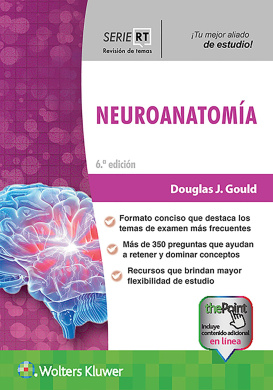 SERIE RT
Revisión de temas
¡Tu mejor aliado
de estudio!
NEUROANATOMÍA
6.ª edición
Douglas J. Gould
Formato conciso que destaca los
temas de examen más frecuentes
Más de 350 preguntas que ayudan
a retener y dominar conceptos
Recursos que brindan mayor
flexibilidad de estudio
thePoint
Incluye
contenido adicional
en línea
Wolters Kluwer